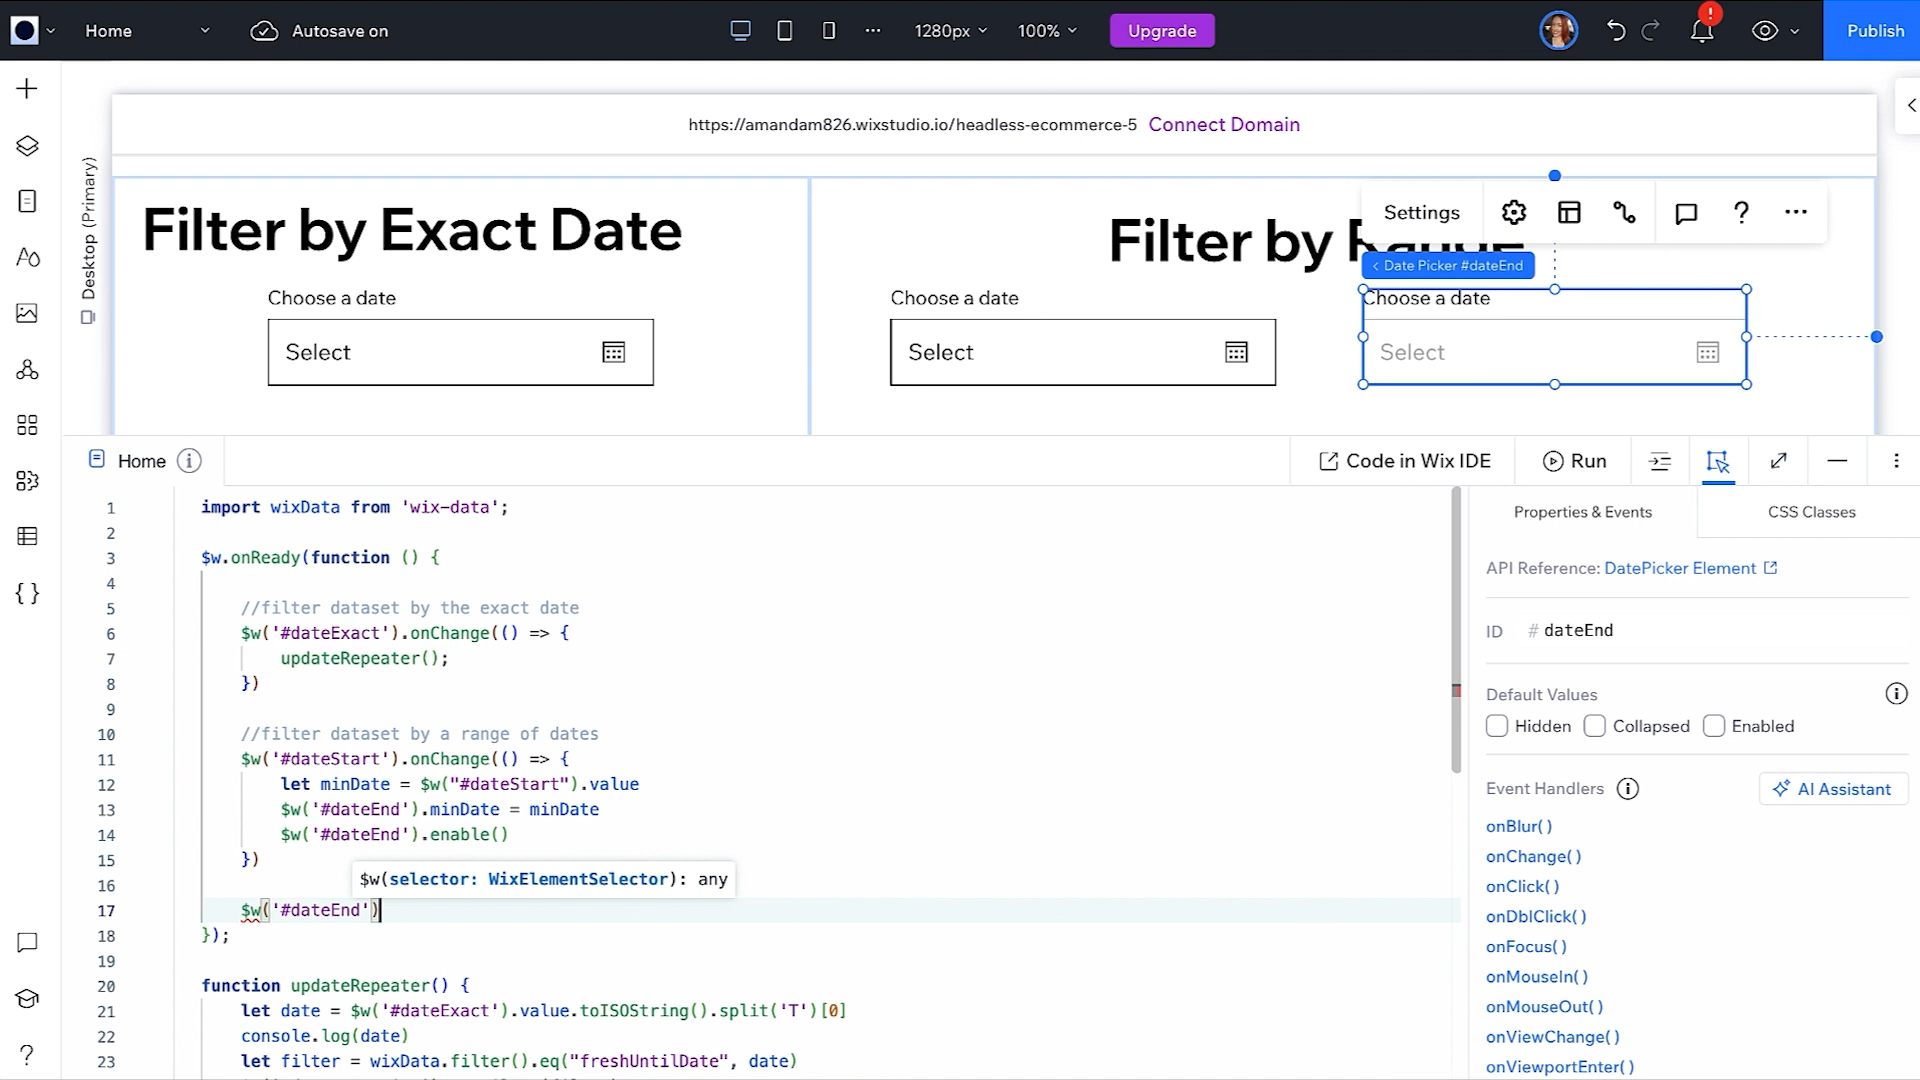 Home
Autosave on
1280px
100%
Upgrade
!
Publish
https://amandam826.wixstudio.io/headless-ecommerce-5 Connect Domain
Desktop (Primary)
Filter by Exact Date
Filter by Range
Settings
?
Date Picker #dateEnd
Choose a date
Choose a date
Choose a date
Select
Select
Select
Home
Code in Wix IDE
Run
1 import wixData from 'wix-data';
2
3 $w.onReady(function () {
4
5 //filter dataset by the exact date
6 $w('#dateExact').onChange(() => {
7 updateRepeater();
8 })
9
10 //filter dataset by a range of dates
11 $w('#dateStart').onChange(() => {
12 let minDate = $w("#dateStart").value
13 $w('#dateEnd').minDate = minDate
14 $w('#dateEnd').enable()
15 })
$w(selector: WixElementSelector): any
16
17 $w('#dateEnd')
18 });
19
20 function updateRepeater() {
21 let date = $w('#dateExact').value.toISOString().split('T')[0]
22 console.log(date)
23 let filter = wixData.filter().eq("freshUntilDate", date)
Properties & Events
CSS Classes
API Reference: DatePicker Element
ID # dateEnd
Default Values
Hidden Collapsed Enabled
Event Handlers
AI Assistant
onBlur()
onChange()
onClick()
onDblClick()
onFocus()
onMouseIn()
onMouseOut()
onViewChange()
onViewportEnter()